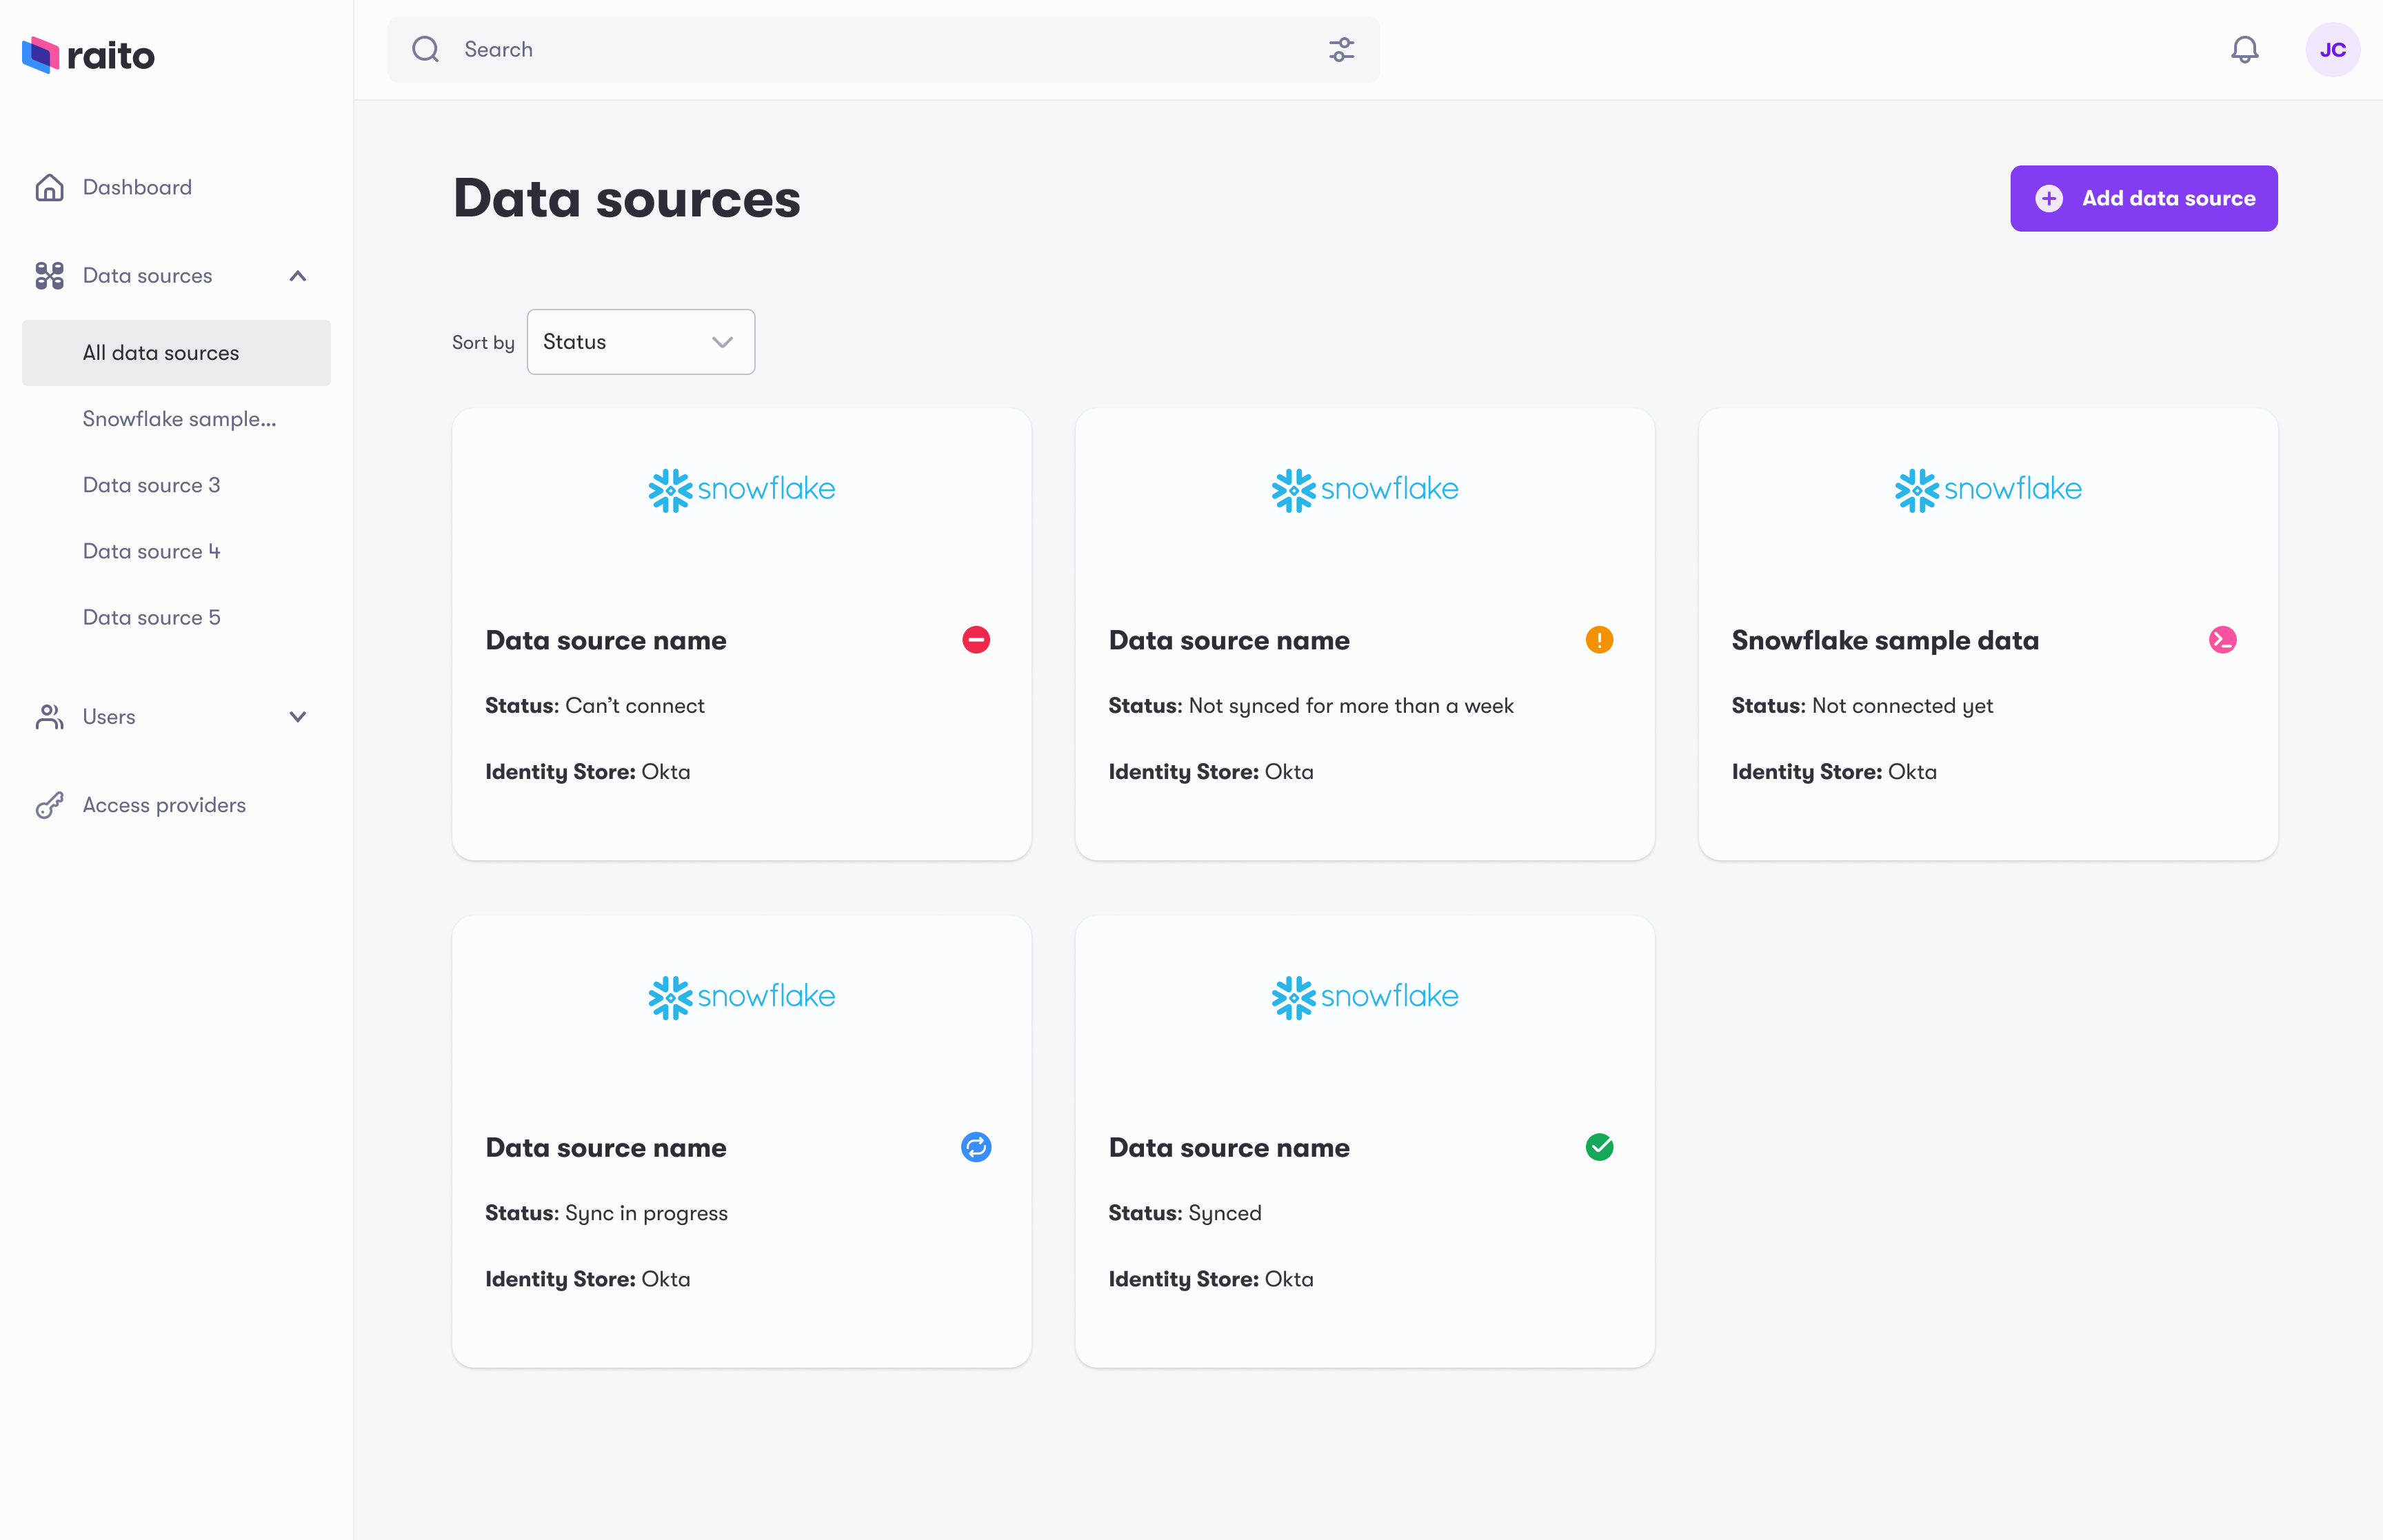 raito
Search
JC
Dashboard
Data sources
All data sources
Snowflake sample...
Data source 3
Data source 4
Data source 5
Users
Access providers
Data sources
Add data source
Sort by
Status
snowflake
Data source name
Status: Can’t connect
Identity Store: Okta
snowflake
Data source name
Status: Not synced for more than a week
Identity Store: Okta
snowflake
Snowflake sample data
Status: Not connected yet
Identity Store: Okta
snowflake
Data source name
Status: Sync in progress
Identity Store: Okta
snowflake
Data source name
Status: Synced
Identity Store: Okta